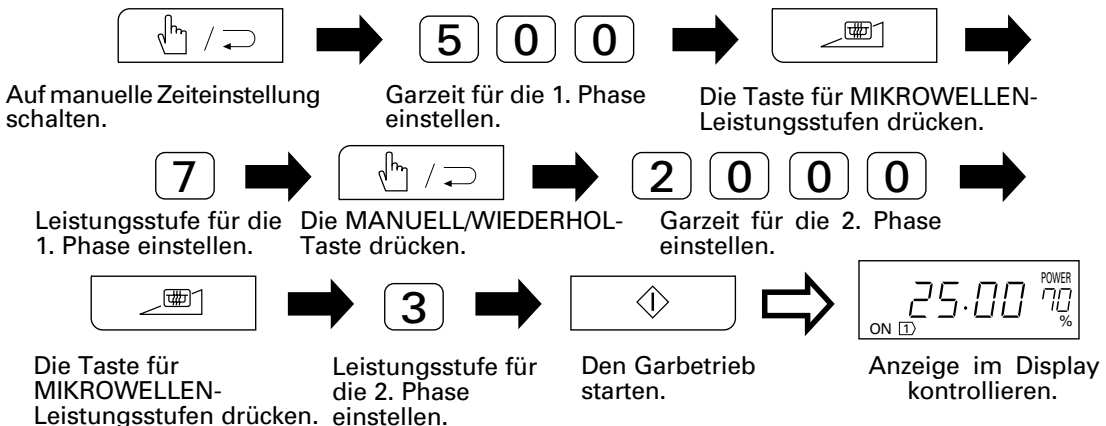 /
5 0 0
Auf manuelle Zeiteinstellung
schalten.
Garzeit für die 1. Phase
einstellen.
Die Taste für MIKROWELLEN-
Leistungsstufen drücken.
7
/
2 0 0 0
Leistungsstufe für die
1. Phase einstellen.
Die MANUELL/WIEDERHOL-
Taste drücken.
Garzeit für die 2. Phase
einstellen.
3
25.00
POWER
70
%
ON 1
Die Taste für
MIKROWELLEN-
Leistungsstufen drücken.
Leistungsstufe für
die 2. Phase
einstellen.
Den Garbetrieb
starten.
Anzeige im Display
kontrollieren.